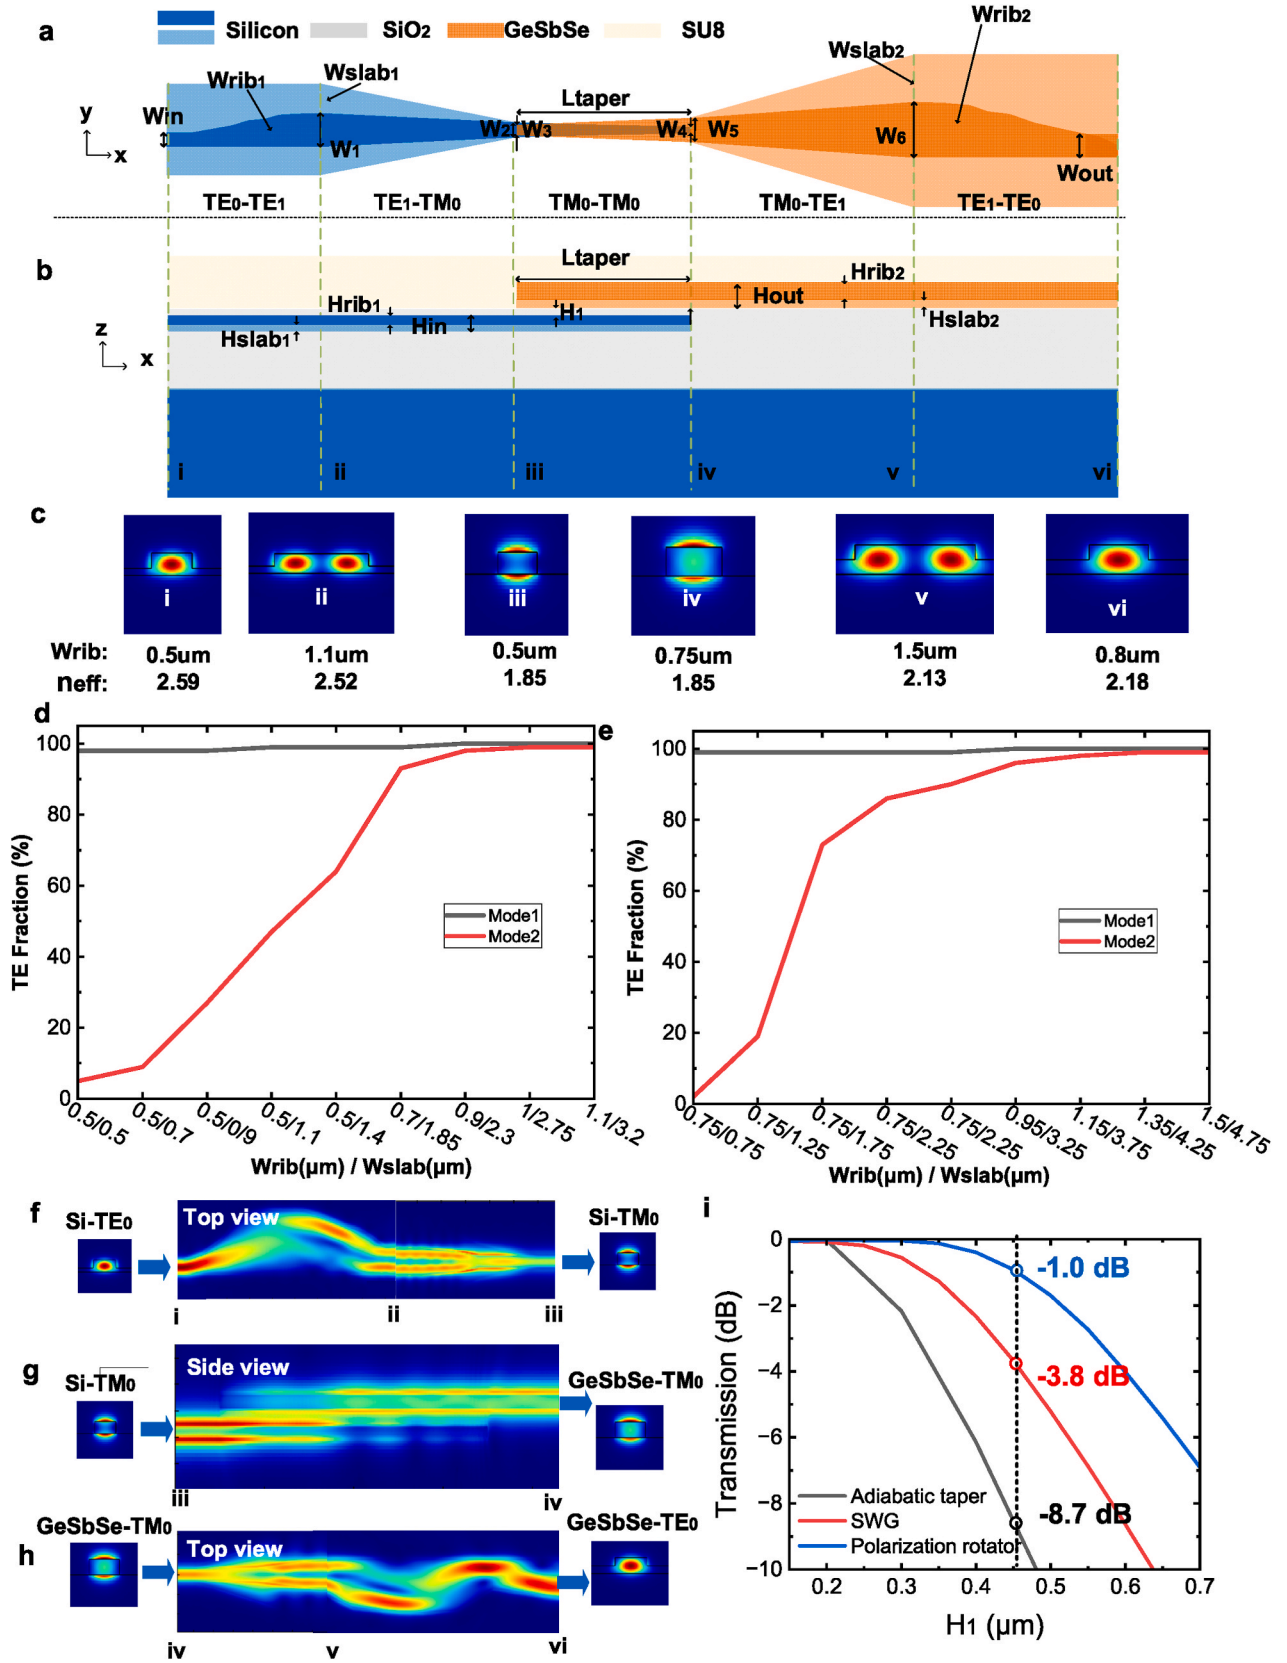 a
Silicon
SiO2
GeSbSe
SU8
Wrib2
Wslab2
Wslab1
Wrib1
Ltaper
y
x
Win
W1
W2
W3
W4
W5
W6
Wout
TE0-TE1
TE1-TM0
TM0-TM0
TM0-TE1
TE1-TE0
b
Ltaper
Hrib2
Hrib1
Hout
H1
Hin
Hslab1
Hslab2
z
x
i
ii
iii
iv
v
vi
c
i
ii
iii
iv
v
vi
Wrib:
0.5um
1.1um
0.5um
0.75um
1.5um
0.8um
neff:
2.59
2.52
1.85
1.85
2.13
2.18
d
100
80
60
40
20
0
TE Fraction (%)
Mode1
Mode2
0.5/0.5
0.5/0.7
0.5/0/9
0.5/1.1
0.5/1.4
0.7/1.85
0.9/2.3
1/2.75
1.1/3.2
Wrib(μm) / Wslab(μm)
e
100
80
60
40
20
0
TE Fraction (%)
Mode1
Mode2
0.75/0.75
0.75/1.25
0.75/1.75
0.75/2.25
0.75/2.25
0.95/3.25
1.15/3.75
1.35/4.25
1.5/4.75
Wrib(μm) / Wslab(μm)
f
Si-TE0
Top view
Si-TM0
i
ii
iii
g
Si-TM0
Side view
GeSbSe-TM0
iii
iv
h
GeSbSe-TM0
Top view
GeSbSe-TE0
iv
v
vi
i
0
−2
−4
−6
−8
−10
Transmission (dB)
-1.0 dB
-3.8 dB
-8.7 dB
Adiabatic taper
SWG
Polarization rotator
0.2
0.3
0.4
0.5
0.6
0.7
H1 (μm)